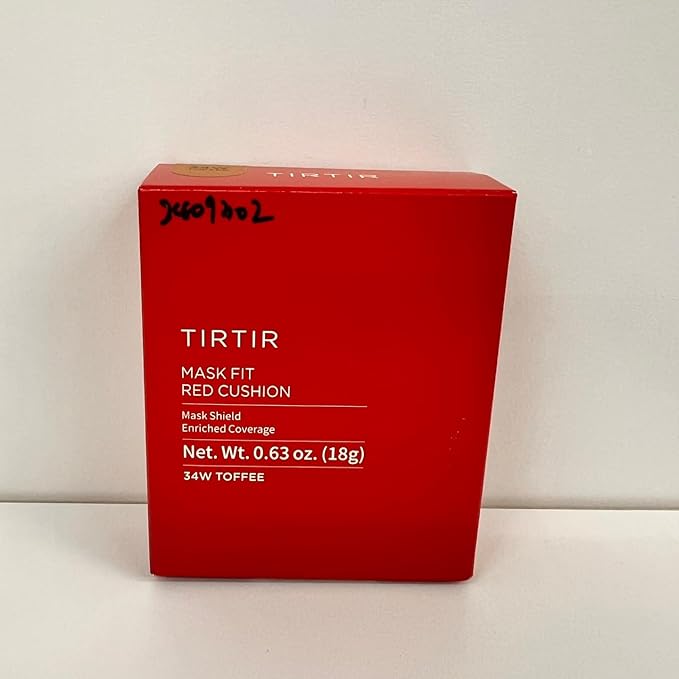 TIRTIR
TIRTIR
MASK FIT
RED CUSHION
Mask Shield
Enriched Coverage
Net. Wt. 0.63 oz. (18g)
34W TOFFEE